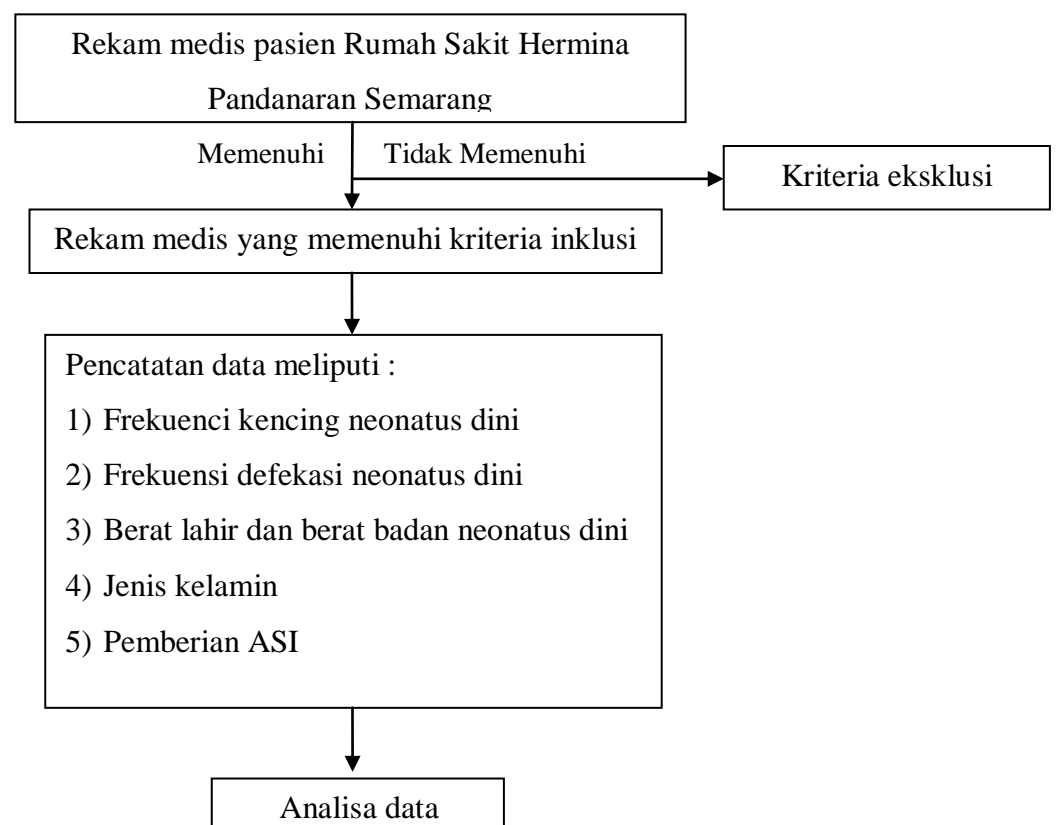 Rekam medis pasien Rumah Sakit Hermina
Pandanaran Semarang
Memenuhi
Tidak Memenuhi
Kriteria eksklusi
Rekam medis yang memenuhi kriteria inklusi
Pencatatan data meliputi :
1) Frekuenci kencing neonatus dini
2) Frekuensi defekasi neonatus dini
3) Berat lahir dan berat badan neonatus dini
4) Jenis kelamin
5) Pemberian ASI
Analisa data